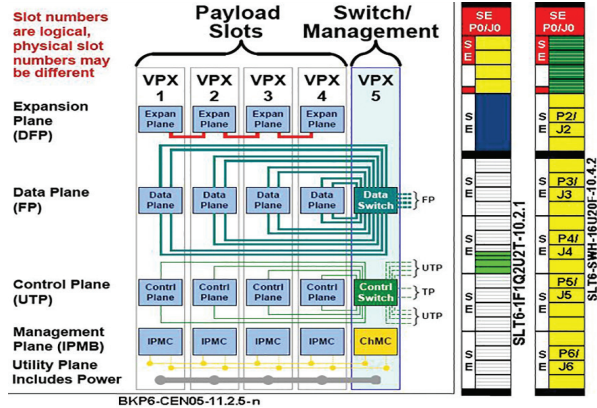 Slot numbers
are logical,
physical slot
numbers may
be different
Payload
Slots
Switch/
Management
VPX
1
VPX
2
VPX
3
VPX
4
VPX
5
Expansion
Plane
(DFP)
Expan
Plane
Expan
Plane
Expan
Plane
Expan
Plane
Data Plane
(FP)
Data
Plane
Data
Plane
Data
Plane
Data
Plane
Data
Switch
FP
Control Plane
(UTP)
Contrl
Plane
Contrl
Plane
Contrl
Plane
Contrl
Plane
Contrl
Switch
UTP
TP
UTP
Management
Plane (IPMB)
IPMC
IPMC
IPMC
IPMC
ChMC
Utility Plane
Includes Power
BKP6-CEN05-11.2.5-n
SE
P0/J0
S
E
S
E
S
E
S
E
S
E
S
E
SLT6-1F1Q2U2T-10.2.1
SE
P0/J0
S
E
S
E
P2/
J2
S
E
P3/
J3
S
E
P4/
J4
S
E
P5/
J5
S
E
P6/
J6
SLT6-SWH-16U20F-10.4.2